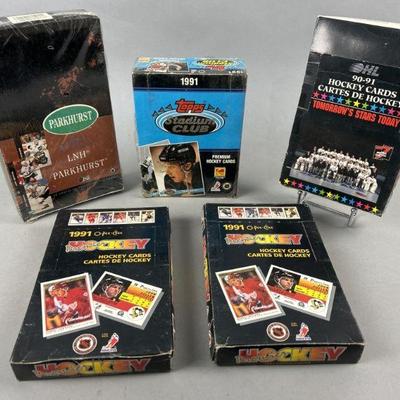 PARKHURST
LNH
PARKHURST
1991
Topps
Stadium
CLUB
PREMIUM
HOCKEY CARDS
OHL
90-91
HOCKEY CARDS
CARTES DE HOCKEY
TOMORROW'S STARS TODAY
1991 O-Pee-Chee
HOCKEY
HOCKEY CARDS
CARTES DE HOCKEY
HOCKEY
1991 O-Pee-Chee
HOCKEY
HOCKEY CARDS
CARTES DE HOCKEY
HOCKEY